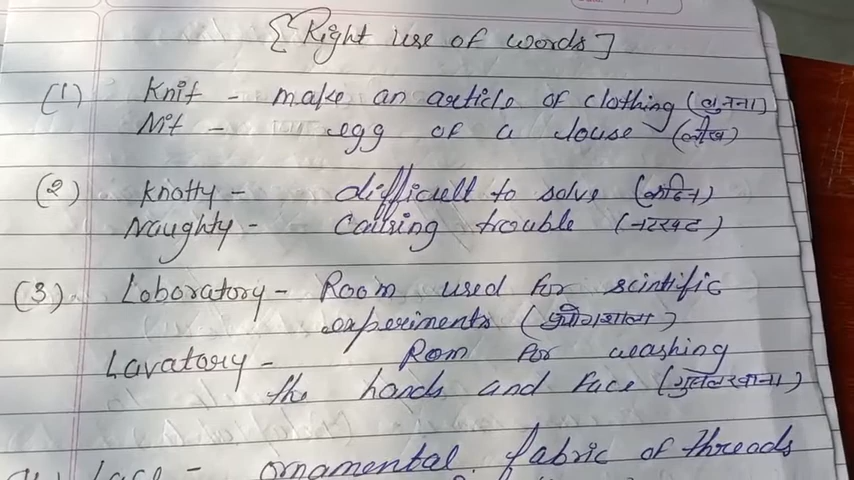 {Right use of words]
(1) Knit - make an article of clothing (बुनना)
Nit - egg of a louse (लीख)
(2) Knotty - difficult to solve (कठिन)
Naughty - Causing trouble (नटखट)
(3) Loboratory - Room used for scintific
experiments (प्रयोगशाला)
Lavatory - Rom for washing
the hands and face (गुसलखाना)
Lace - ornamental fabric of threads